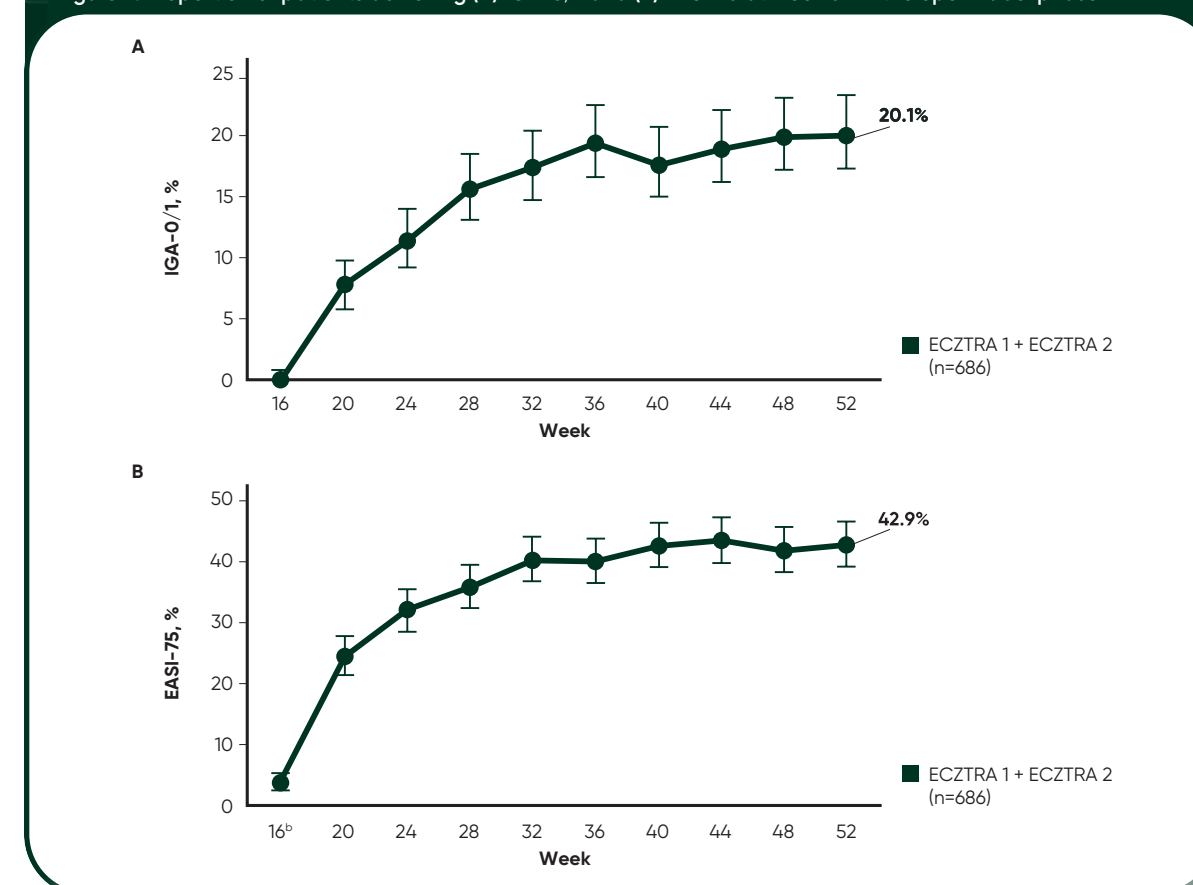 A
25
20
15
10
5
0
IGA-0/1, %
20.1%
ECZTRA 1 + ECZTRA 2
(n=686)
16 20 24 28 32 36 40 44 48 52
Week
B
50
40
30
20
10
0
EASI-75, %
42.9%
ECZTRA 1 + ECZTRA 2
(n=686)
16ᵇ 20 24 28 32 36 40 44 48 52
Week